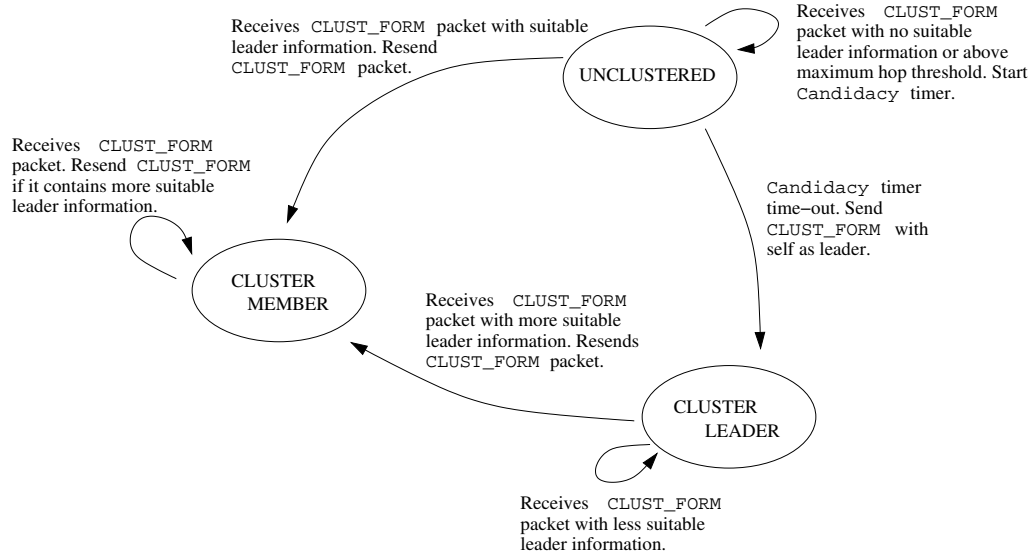 Receives CLUST_FORM packet with suitable
leader information. Resend
CLUST_FORM packet.
UNCLUSTERED
Receives CLUST_FORM
packet with no suitable
leader information or above
maximum hop threshold. Start
Candidacy timer.
Receives CLUST_FORM
packet. Resend CLUST_FORM
if it contains more suitable
leader information.
Candidacy timer
time−out. Send
CLUST_FORM with
self as leader.
CLUSTER
MEMBER
Receives CLUST_FORM
packet with more suitable
leader information. Resends
CLUST_FORM packet.
CLUSTER
LEADER
Receives CLUST_FORM
packet with less suitable
leader information.